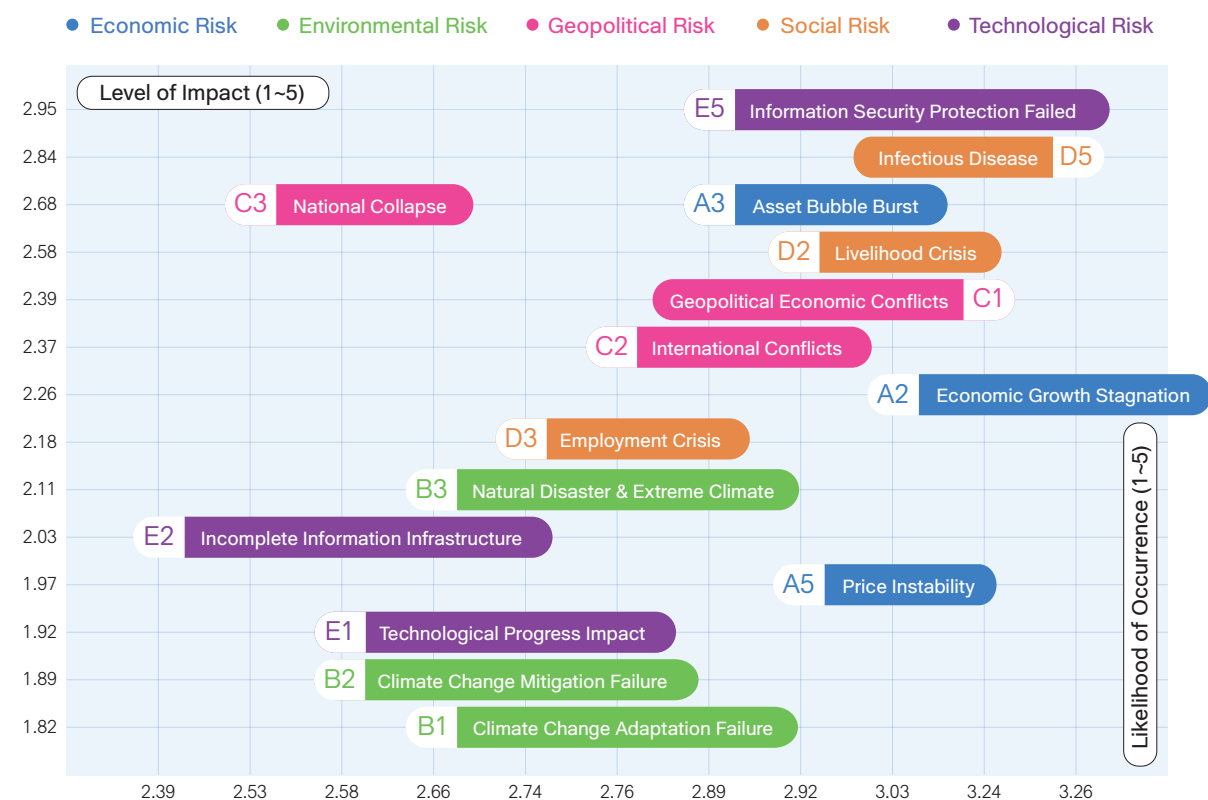 Economic Risk
Environmental Risk
Geopolitical Risk
Social Risk
Technological Risk
Level of Impact (1~5)
2.95
E5 Information Security Protection Failed
2.84
Infectious Disease D5
2.68
C3 National Collapse
A3 Asset Bubble Burst
2.58
D2 Livelihood Crisis
2.39
Geopolitical Economic Conflicts C1
2.37
C2 International Conflicts
2.26
A2 Economic Growth Stagnation
2.18
D3 Employment Crisis
2.11
B3 Natural Disaster & Extreme Climate
2.03
E2 Incomplete Information Infrastructure
1.97
A5 Price Instability
1.92
E1 Technological Progress Impact
1.89
B2 Climate Change Mitigation Failure
1.82
B1 Climate Change Adaptation Failure
Likelihood of Occurrence (1~5)
2.39 2.53 2.58 2.66 2.74 2.76 2.89 2.92 3.03 3.24 3.26